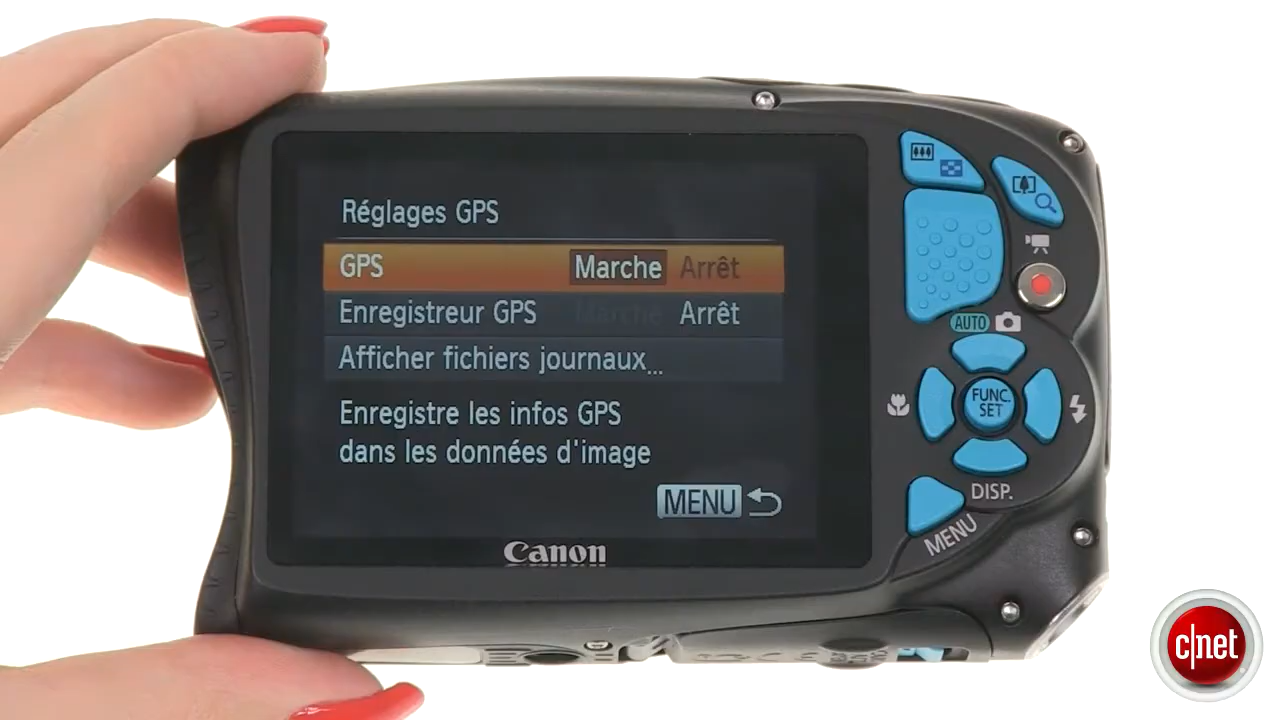 Réglages GPS
GPS Marche Arrêt
Enregistreur GPS Marche Arrêt
Afficher fichiers journaux...
Enregistre les infos GPS
dans les données d'image
MENU
Canon
AUTO
FUNC.
SET
DISP.
MENU
c|net